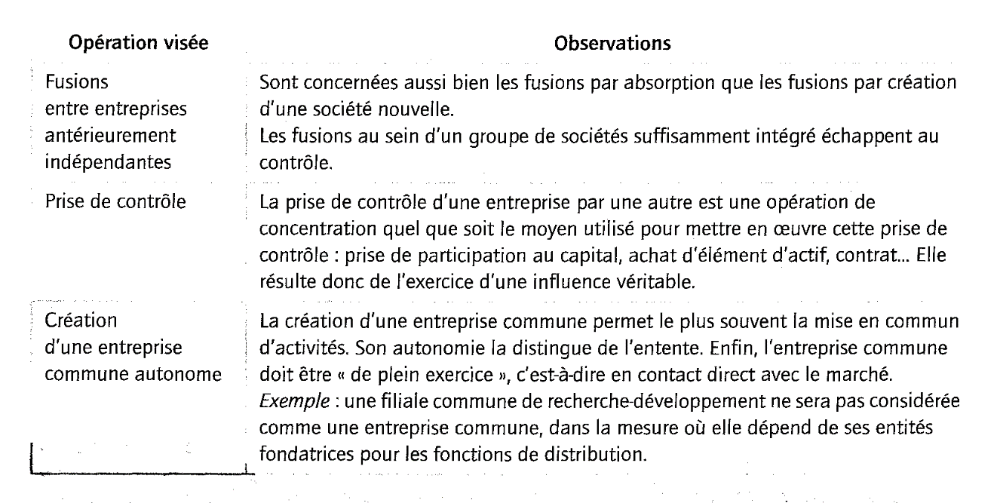 Opération visée
Observations
Fusions
entre entreprises
antérieurement
indépendantes
Sont concernées aussi bien les fusions par absorption que les fusions par création
d'une société nouvelle.
Les fusions au sein d'un groupe de sociétés suffisamment intégré échappent au
contrôle.
Prise de contrôle
La prise de contrôle d'une entreprise par une autre est une opération de
concentration quel que soit le moyen utilisé pour mettre en œuvre cette prise de
contrôle : prise de participation au capital, achat d'élément d'actif, contrat... Elle
résulte donc de l'exercice d'une influence véritable.
Création
d'une entreprise
commune autonome
La création d'une entreprise commune permet le plus souvent la mise en commun
d'activités. Son autonomie la distingue de l'entente. Enfin, l'entreprise commune
doit être « de plein exercice », c'est-à-dire en contact direct avec le marché.
Exemple : une filiale commune de recherche-développement ne sera pas considérée
comme une entreprise commune, dans la mesure où elle dépend de ses entités
fondatrices pour les fonctions de distribution.